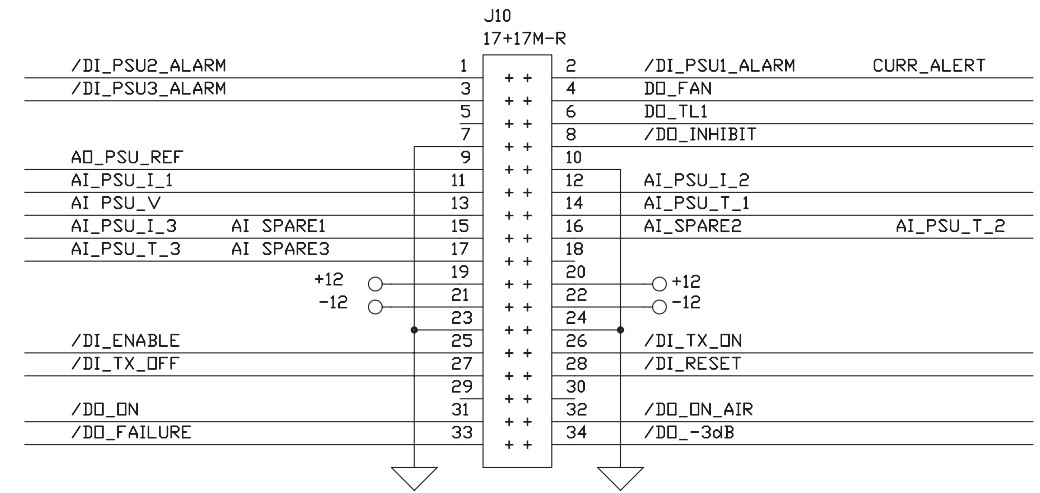 J10
17+17M-R
/DI_PSU2_ALARM 1 2 /DI_PSU1_ALARM CURR_ALERT
/DI_PSU3_ALARM 3 4 DO_FAN
5 6 DO_TL1
7 8 /DO_INHIBIT
AO_PSU_REF 9 10
AI_PSU_I_1 11 12 AI_PSU_I_2
AI PSU_V 13 14 AI_PSU_T_1
AI_PSU_I_3 AI SPARE1 15 16 AI_SPARE2 AI_PSU_T_2
AI_PSU_T_3 AI SPARE3 17 18
+12 19 20 +12
-12 21 22 -12
23 24
/DI_ENABLE 25 26 /DI_TX_ON
/DI_TX_OFF 27 28 /DI_RESET
29 30
/DO_ON 31 32 /DO_ON_AIR
/DO_FAILURE 33 34 /DO_-3dB